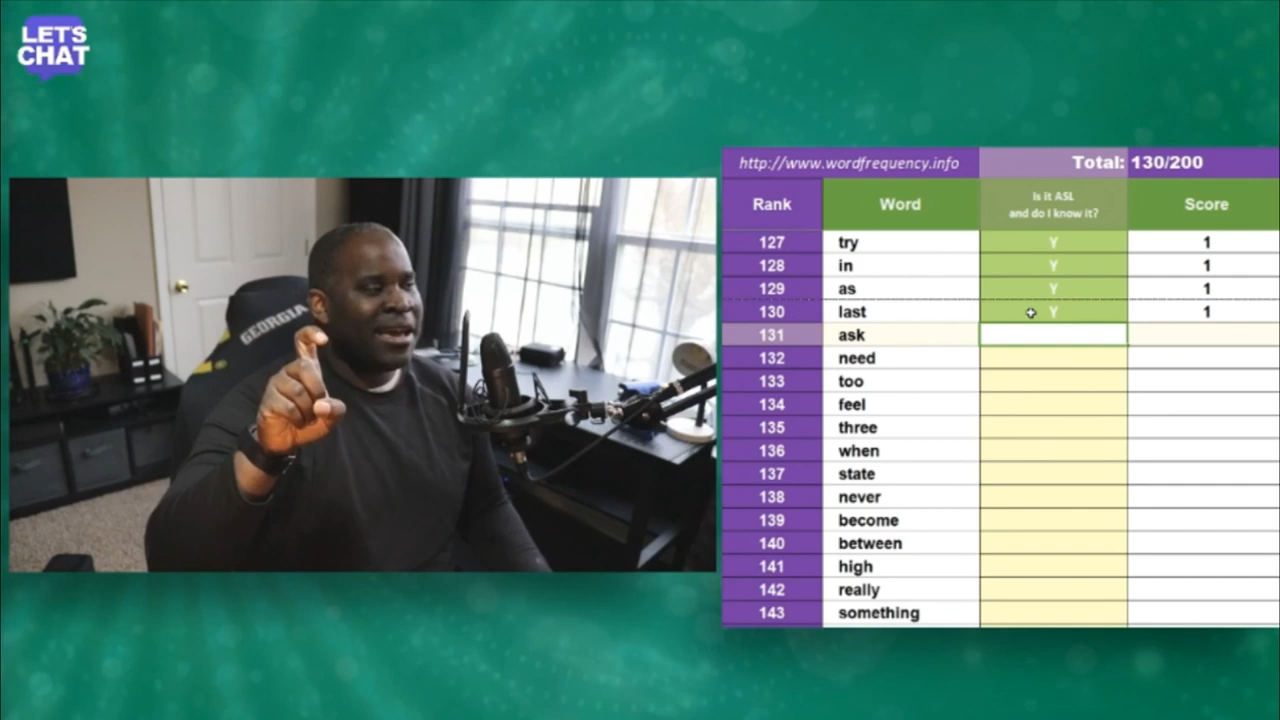 LET'S
CHAT
GEORGIA
http://www.wordfrequency.info Total: 130/200
Rank Word Is it ASL and do I know it? Score
127 try Y 1
128 in Y 1
129 as Y 1
130 last Y 1
131 ask
132 need
133 too
134 feel
135 three
136 when
137 state
138 never
139 become
140 between
141 high
142 really
143 something